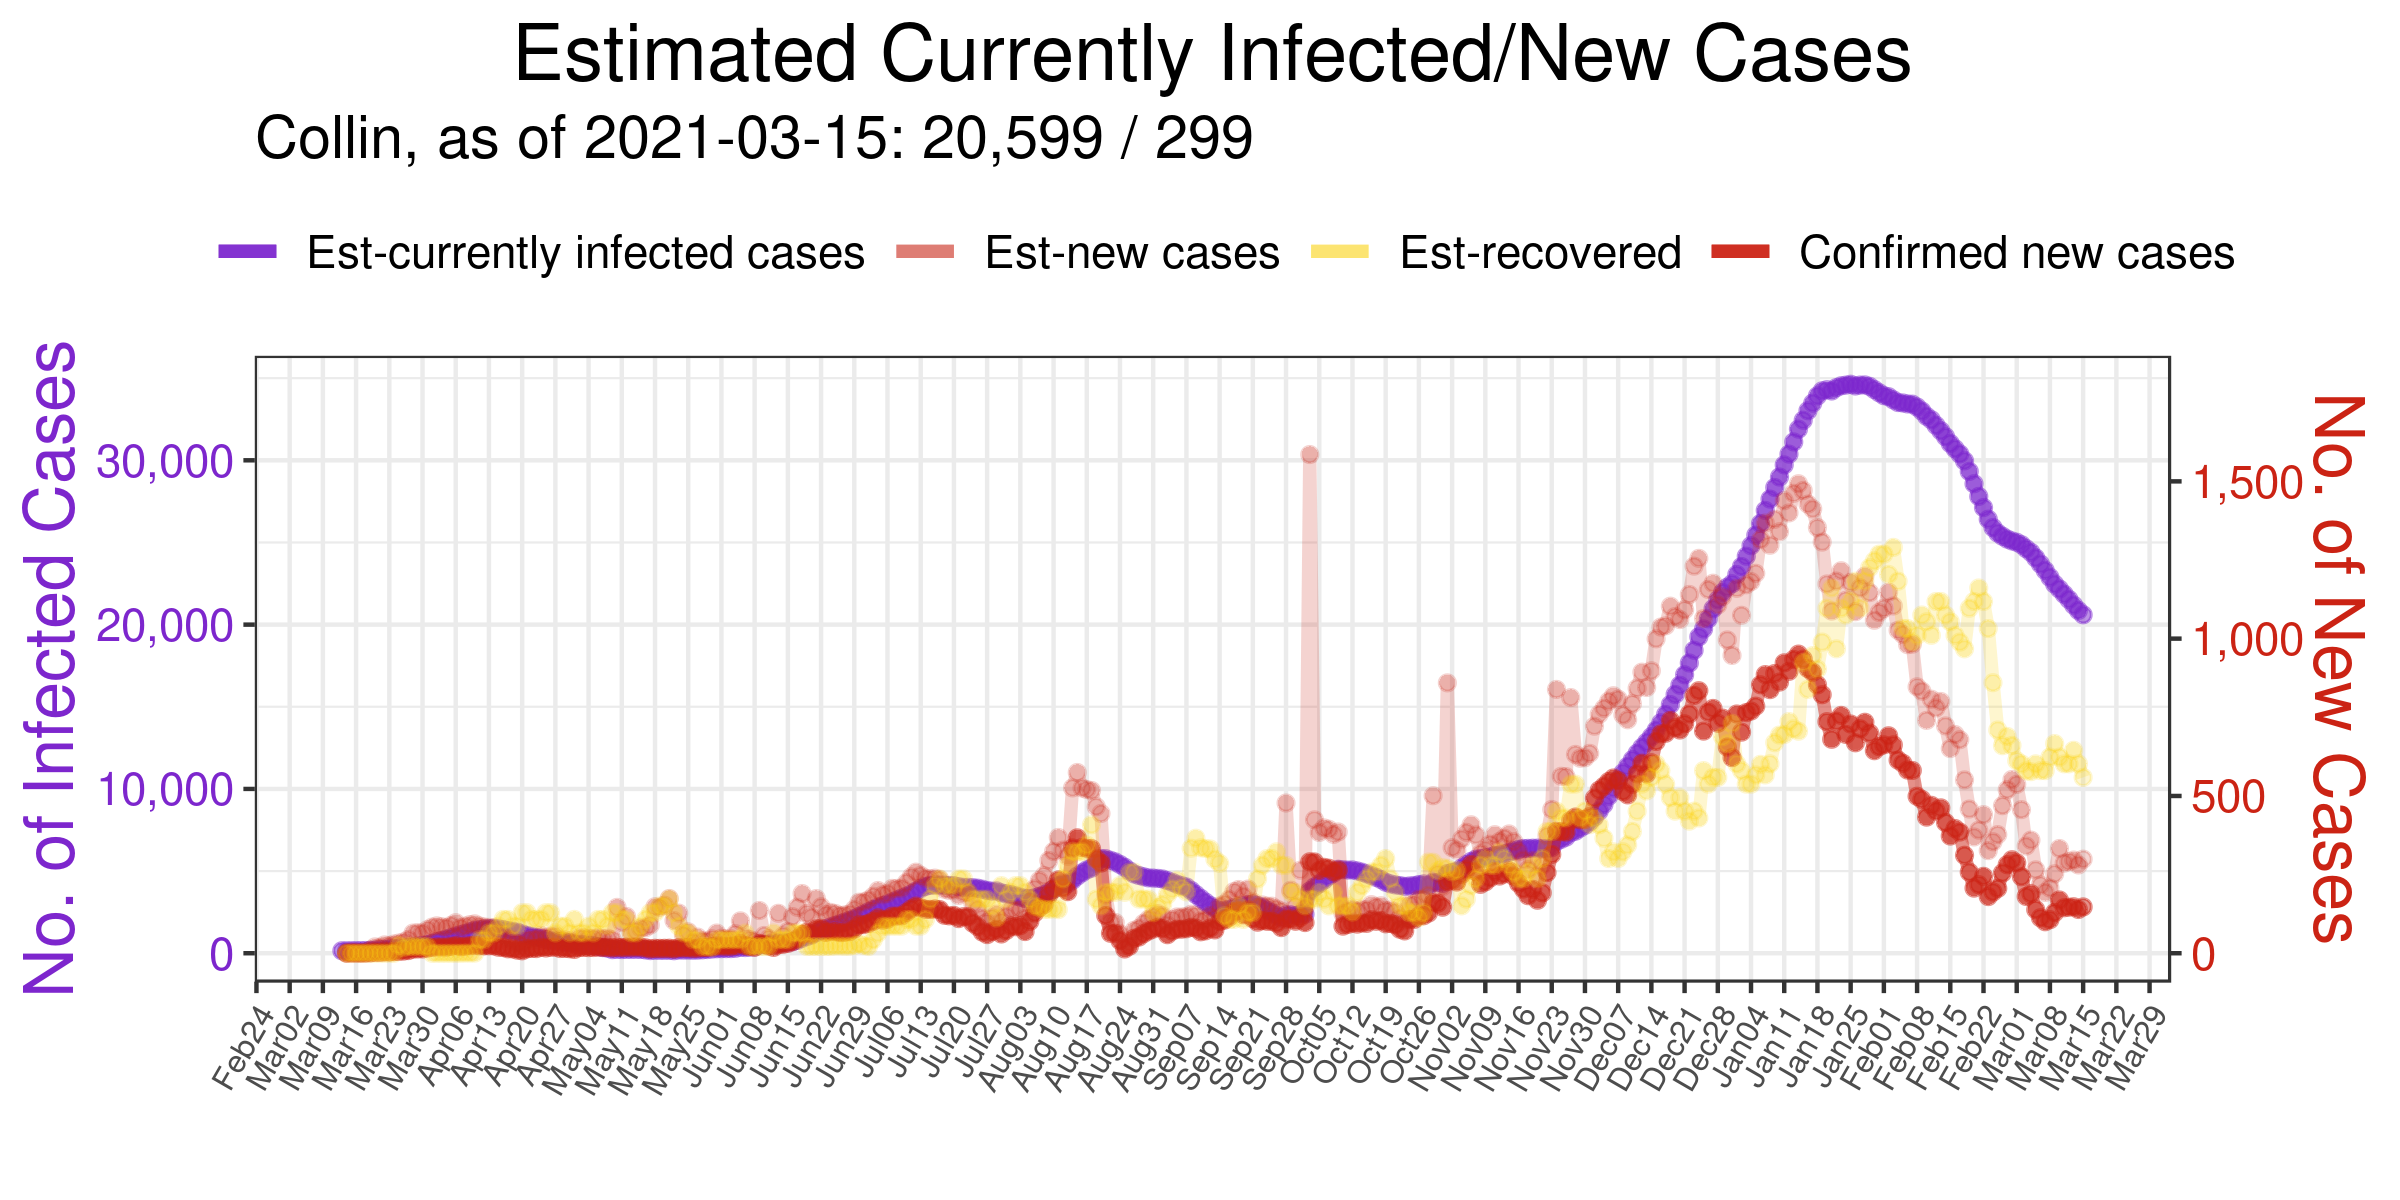 Estimated Currently Infected/New Cases
Collin, as of 2021-03-15: 20,599 / 299
Est-currently infected cases Est-new cases Est-recovered Confirmed new cases
No. of Infected Cases
30,000
20,000
10,000
0
1,500
1,000
500
0
No. of New Cases
Feb24 Mar02 Mar09 Mar16 Mar23 Mar30 Apr06 Apr13 Apr20 Apr27 May04 May11 May18 May25 Jun01 Jun08 Jun15 Jun22 Jun29 Jul06 Jul13 Jul20 Jul27 Aug03 Aug10 Aug17 Aug24 Aug31 Sep07 Sep14 Sep21 Sep28 Oct05 Oct12 Oct19 Oct26 Nov02 Nov09 Nov16 Nov23 Nov30 Dec07 Dec14 Dec21 Dec28 Jan04 Jan11 Jan18 Jan25 Feb01 Feb08 Feb15 Feb22 Mar01 Mar08 Mar15 Mar22 Mar29